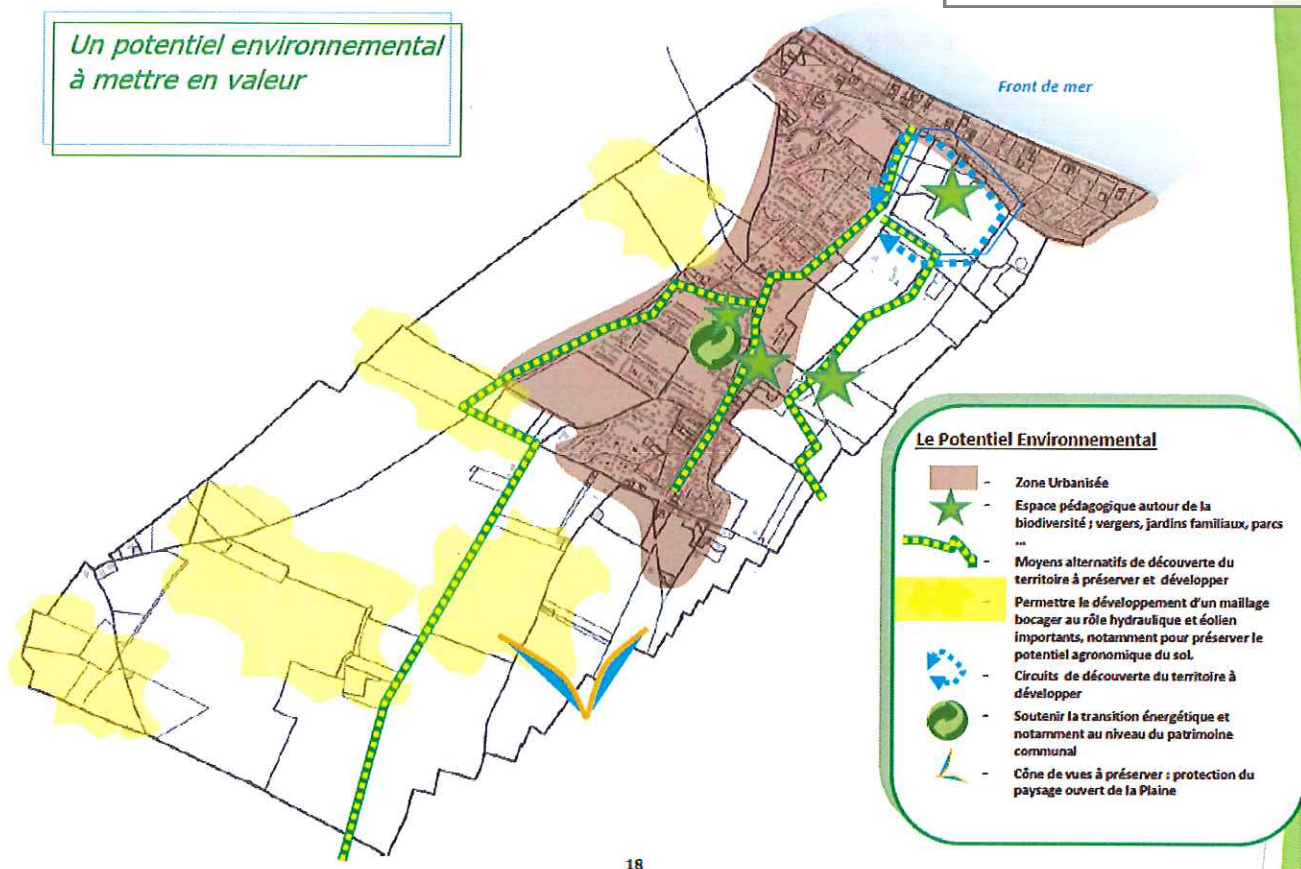 Un potentiel environnemental
à mettre en valeur
Front de mer
Le Potentiel Environnemental
- Zone Urbanisée
- Espace pédagogique autour de la
biodiversité ; vergers, jardins familiaux, parcs
...
- Moyens alternatifs de découverte du
territoire à préserver et développer
- Permettre le développement d'un maillage
bocager au rôle hydraulique et éolien
importants, notamment pour préserver le
potentiel agronomique du sol.
- Circuits de découverte du territoire à
développer
- Soutenir la transition énergétique et
notamment au niveau du patrimoine
communal
- Cône de vues à préserver : protection du
paysage ouvert de la Plaine
18